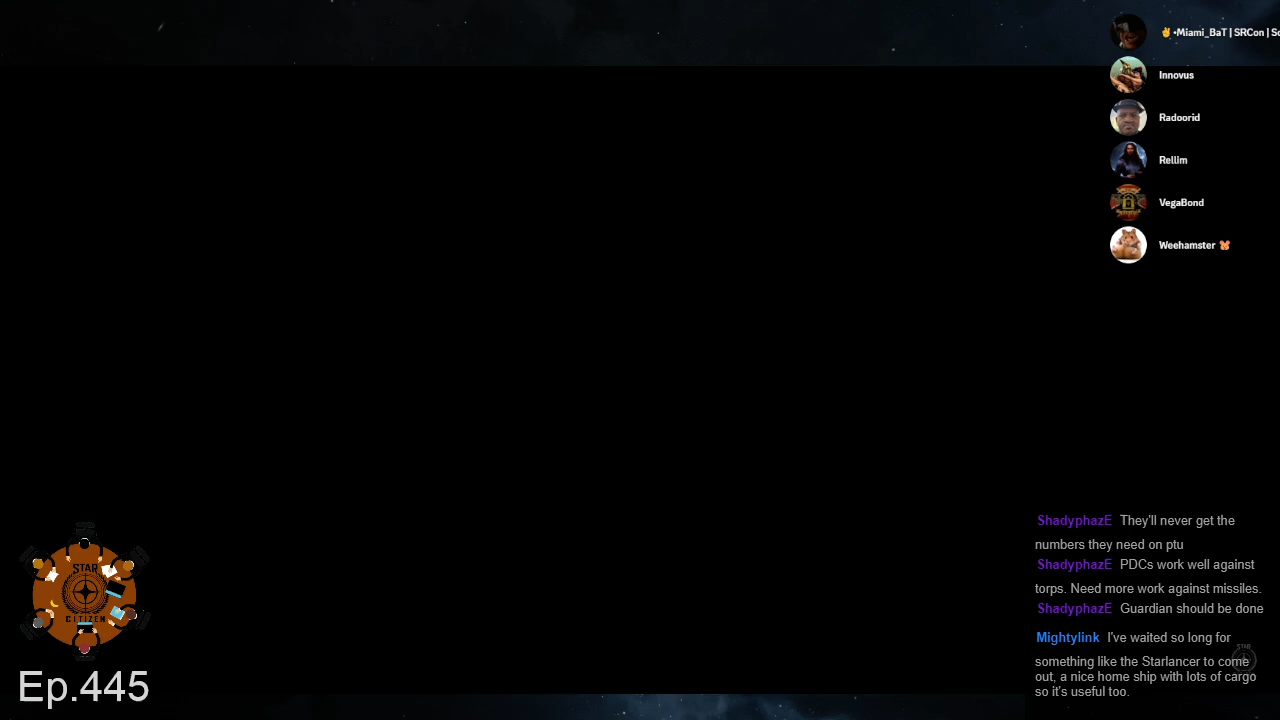 ✌•Miami_BaT | SRCon | Sc
Innovus
Radoorid
Rellim
VegaBond
Weehamster 🐹
ShadyphazE They'll never get the
numbers they need on ptu
ShadyphazE PDCs work well against
torps. Need more work against missiles.
ShadyphazE Guardian should be done
Mightylink I've waited so long for
something like the Starlancer to come
out, a nice home ship with lots of cargo
so it's useful too.
STAR
CITIZEN
Ep.445
STAR